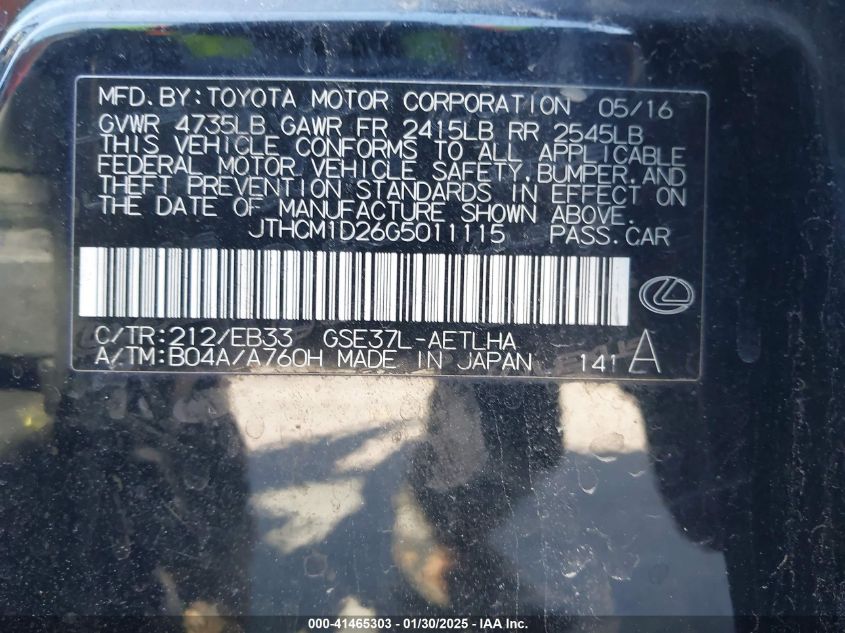 MFD.BY:TOYOTA MOTOR CORPORATION 05/16
GVWR 4735LB GAWR FR 2415LB RR 2545LB
THIS VEHICLE CONFORMS TO ALL APPLICABLE
FEDERAL MOTOR VEHICLE SAFETY,BUMPER,AND
THEFT PREVENTION STANDARDS IN EFFECT ON
THE DATE OF MANUFACTURE SHOWN ABOVE.
JTHCM1D26G5011115 PASS.CAR
C/TR:212/EB33 GSE37L-AETLHA
A/TM:B04A/A760H MADE IN JAPAN 141 A
000-41465303 - 01/30/2025 - IAA Inc.